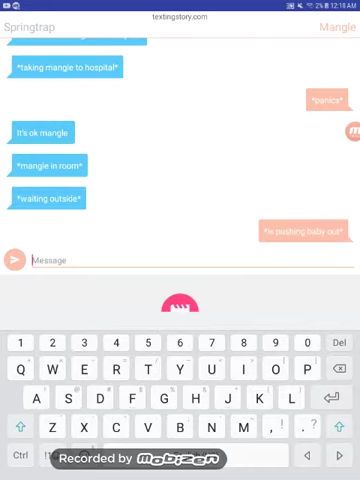 2% 12:18 AM
textingstory.com
Springtrap
Mangle
*taking mangle to hospital*
*panics*
It's ok mangle
*mangle in room*
*waiting outside*
*is pushing baby out*
Message
1 2 3 4 5 6 7 8 9 0 Del
Q W E R T Y U I O P
A S D F G H J K L
Z X C V B N M , ! . ?
Ctrl
Recorded by mobizen